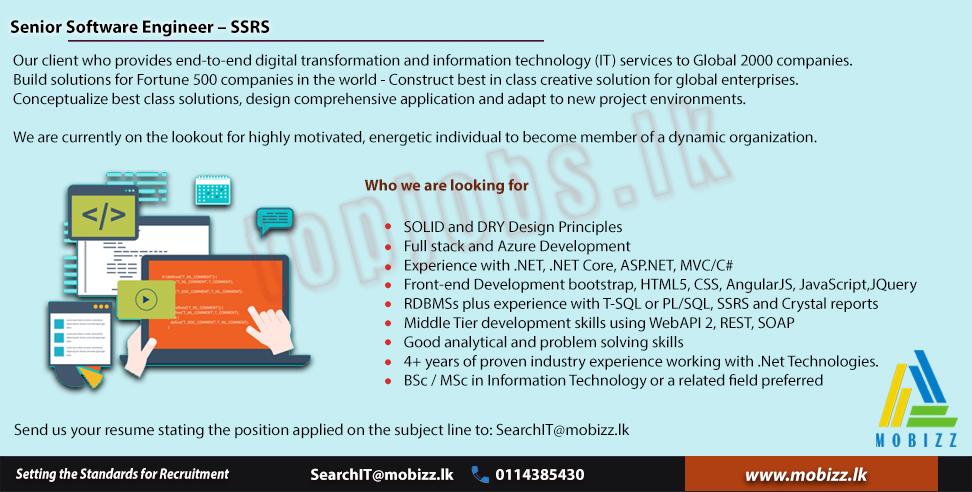 Senior Software Engineer – SSRS
Our client who provides end-to-end digital transformation and information technology (IT) services to Global 2000 companies.
Build solutions for Fortune 500 companies in the world - Construct best in class creative solution for global enterprises.
Conceptualize best class solutions, design comprehensive application and adapt to new project environments.
We are currently on the lookout for highly motivated, energetic individual to become member of a dynamic organization.
topjobs.lk
Who we are looking for
• SOLID and DRY Design Principles
• Full stack and Azure Development
• Experience with .NET, .NET Core, ASP.NET, MVC/C#
• Front-end Development bootstrap, HTML5, CSS, AngularJS, JavaScript,JQuery
• RDBMSs plus experience with T-SQL or PL/SQL, SSRS and Crystal reports
• Middle Tier development skills using WebAPI 2, REST, SOAP
• Good analytical and problem solving skills
• 4+ years of proven industry experience working with .Net Technologies.
• BSc / MSc in Information Technology or a related field preferred
</>
MOBIZZ
Send us your resume stating the position applied on the subject line to: SearchIT@mobizz.lk
Setting the Standards for Recruitment SearchIT@mobizz.lk 0114385430 www.mobizz.lk